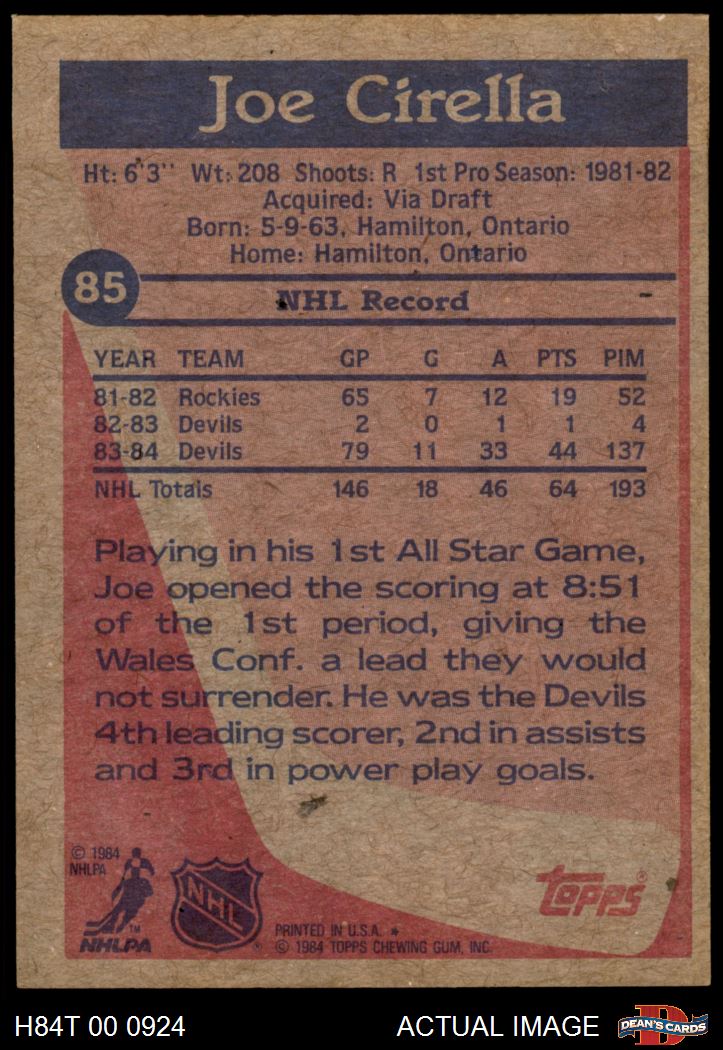 Joe Cirella
Ht: 6'3'' Wt: 208 Shoots: R 1st Pro Season: 1981-82
Acquired: Via Draft
Born: 5-9-63, Hamilton, Ontario
Home: Hamilton, Ontario
85
NHL Record
YEAR TEAM GP G A PTS PIM
81-82 Rockies 65 7 12 19 52
82-83 Devils 2 0 1 1 4
83-84 Devils 79 11 33 44 137
NHL Totals 146 18 46 64 193
Playing in his 1st All Star Game,
Joe opened the scoring at 8:51
of the 1st period, giving the
Wales Conf. a lead they would
not surrender. He was the Devils
4th leading scorer, 2nd in assists
and 3rd in power play goals.
© 1984
NHLPA
TM
NHLPA
NHL ®
PRINTED IN U.S.A. *
© 1984 TOPPS CHEWING GUM, INC.
topps®
H84T 00 0924 ACTUAL IMAGE
D
DEAN'S CARDS